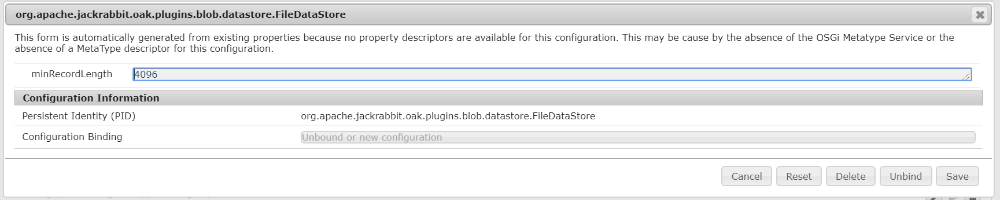 org.apache.jackrabbit.oak.plugins.blob.datastore.FileDataStore
This form is automatically generated from existing properties because no property descriptors are available for this configuration. This may be cause by the absence of the OSGi Metatype Service or the
absence of a MetaType descriptor for this configuration.
minRecordLength 4096
Configuration Information
Persistent Identity (PID) org.apache.jackrabbit.oak.plugins.blob.datastore.FileDataStore
Configuration Binding Unbound or new configuration
Cancel Reset Delete Unbind Save